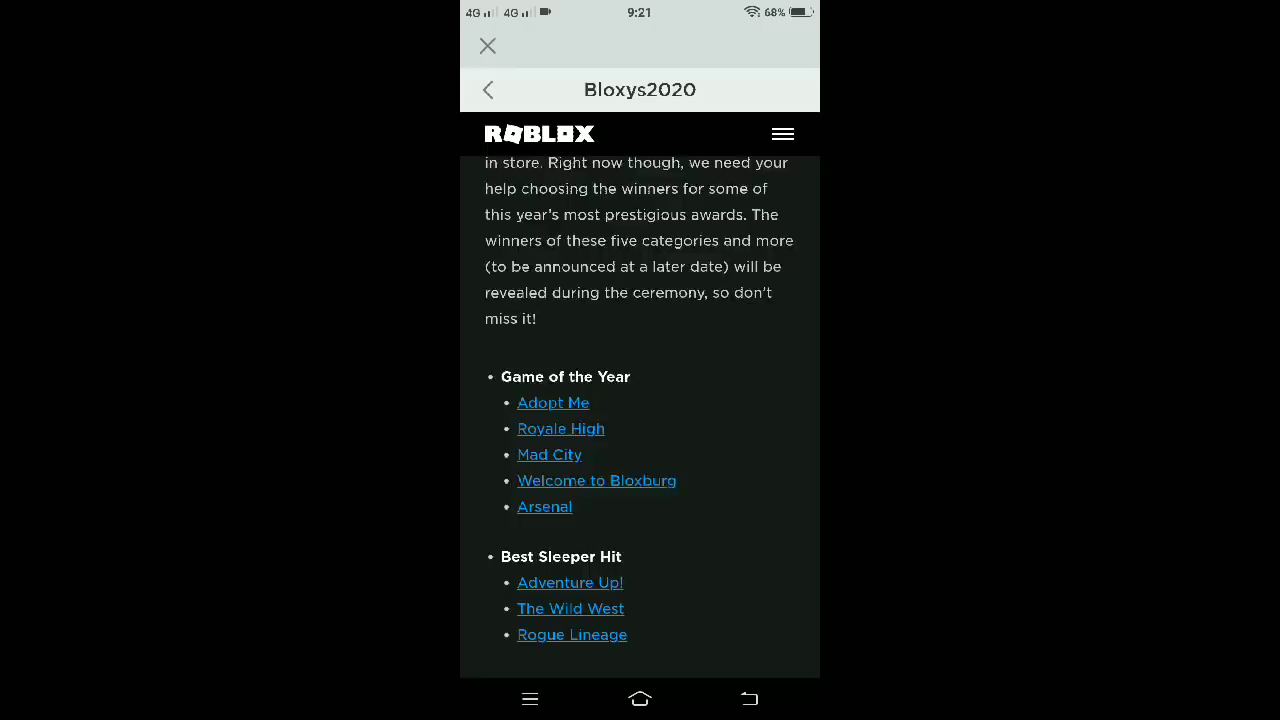 4G 4G 9:21 68%
Bloxys2020
ROBLOX
in store. Right now though, we need your
help choosing the winners for some of
this year's most prestigious awards. The
winners of these five categories and more
(to be announced at a later date) will be
revealed during the ceremony, so don't
miss it!
• Game of the Year
• Adopt Me
• Royale High
• Mad City
• Welcome to Bloxburg
• Arsenal
• Best Sleeper Hit
• Adventure Up!
• The Wild West
• Rogue Lineage